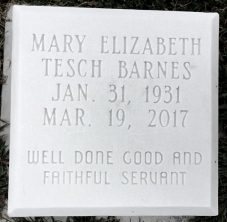 MARY ELIZABETH
TESCH BARNES
JAN. 31, 1931
MAR. 19, 2017
WELL DONE GOOD AND
FAITHFUL SERVANT